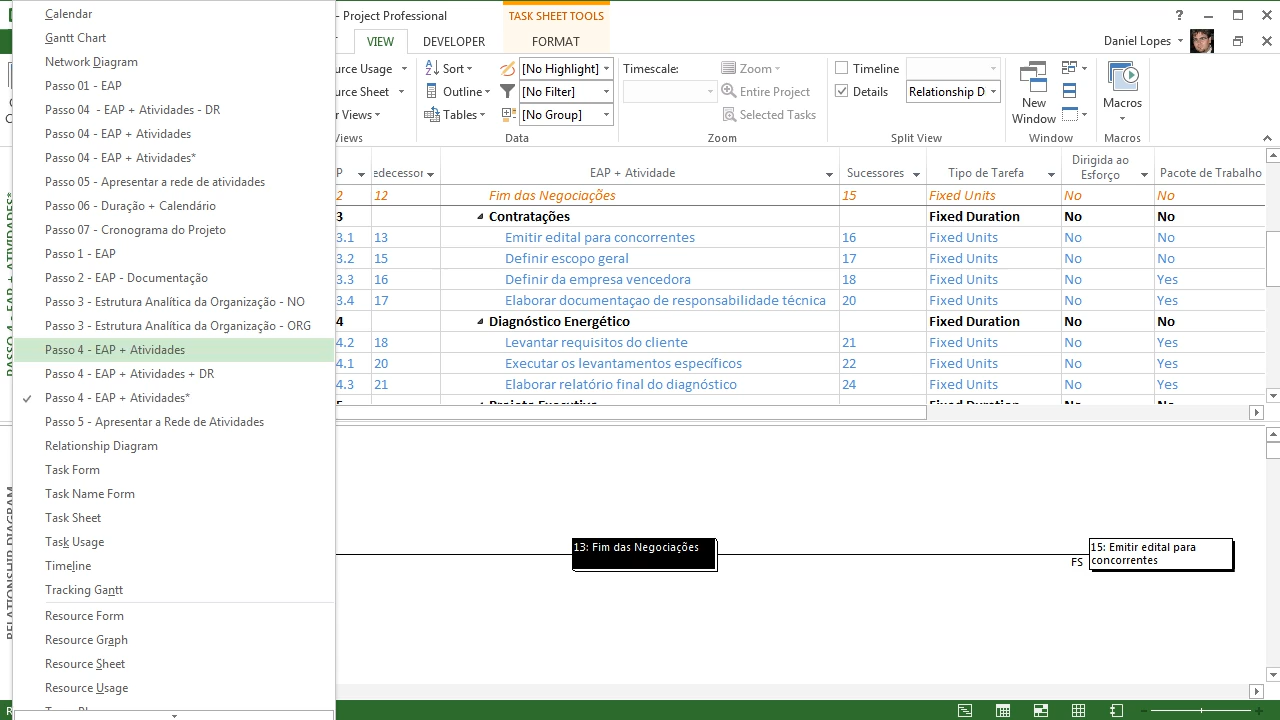 Calendar
Gantt Chart
Network Diagram
Passo 01 - EAP
Passo 04  - EAP + Atividades - DR
Passo 04 - EAP + Atividades
Passo 04 - EAP + Atividades*
Passo 05 - Apresentar a rede de atividades
Passo 06 - Duração + Calendário
Passo 07 - Cronograma do Projeto
Passo 1 - EAP
Passo 2 - EAP - Documentação
Passo 3 - Estrutura Analítica da Organização - NO
Passo 3 - Estrutura Analítica da Organização - ORG
Passo 4 - EAP + Atividades
Passo 4 - EAP + Atividades + DR
Passo 4 - EAP + Atividades*
Passo 5 - Apresentar a Rede de Atividades
Relationship Diagram
Task Form
Task Name Form
Task Sheet
Task Usage
Timeline
Tracking Gantt
Resource Form
Resource Graph
Resource Sheet
Resource Usage
- Project Professional
TASK SHEET TOOLS
VIEW DEVELOPER FORMAT
Daniel Lopes
urce Usage
Sort
[No Highlight]
Timescale:
Zoom
Timeline
urce Sheet
Outline
[No Filter]
Entire Project
Details
Relationship D
r Views
Tables
[No Group]
Selected Tasks
New Window
Macros
Views Data Zoom Split View Window Macros
P edecessor EAP + Atividade Sucessores Tipo de Tarefa Dirigida ao Esforço Pacote de Trabalho
2 12 Fim das Negociações 15 Fixed Units No No
3 Contratações Fixed Duration No No
3.1 13 Emitir edital para concorrentes 16 Fixed Units No No
3.2 15 Definir escopo geral 17 Fixed Units No No
3.3 16 Definir da empresa vencedora 18 Fixed Units No Yes
3.4 17 Elaborar documentaçao de responsabilidade técnica 20 Fixed Units No Yes
4 Diagnóstico Energético Fixed Duration No No
4.2 18 Levantar requisitos do cliente 21 Fixed Units No Yes
4.1 20 Executar os levantamentos específicos 22 Fixed Units No Yes
4.3 21 Elaborar relatório final do diagnóstico 24 Fixed Units No Yes
Projeto Executivo Fixed Duration No No
PASSO 4 - EAP + ATIVIDADES*
RELATIONSHIP DIAGRAM
13: Fim das Negociações
FS
15: Emitir edital para
concorrentes